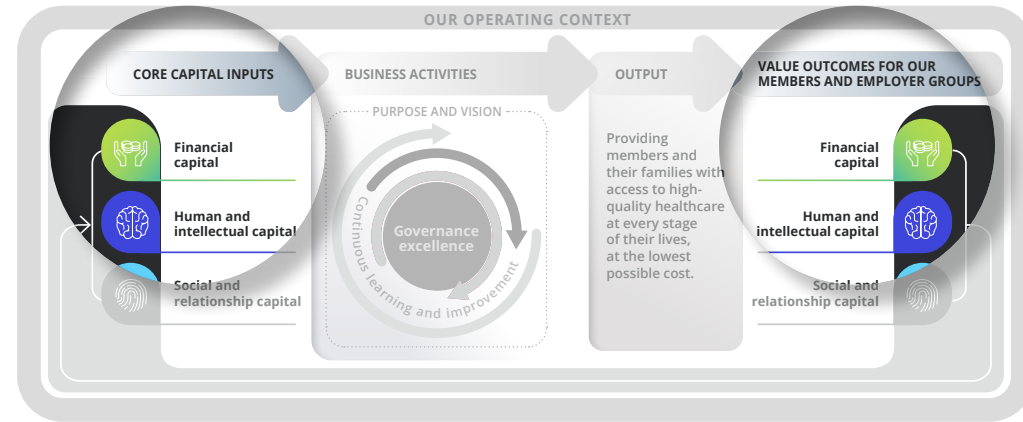 OUR OPERATING CONTEXT
CORE CAPITAL INPUTS
BUSINESS ACTIVITIES
OUTPUT
VALUE OUTCOMES FOR OUR
MEMBERS AND EMPLOYER GROUPS
Financial
capital
Human and
intellectual capital
Social and
relationship capital
PURPOSE AND VISION
Governance
excellence
Continuous learning and improvement
Providing
members and
their families with
access to high-
quality healthcare
at every stage
of their lives,
at the lowest
possible cost.
Financial
capital
Human and
intellectual capital
Social and
relationship capital